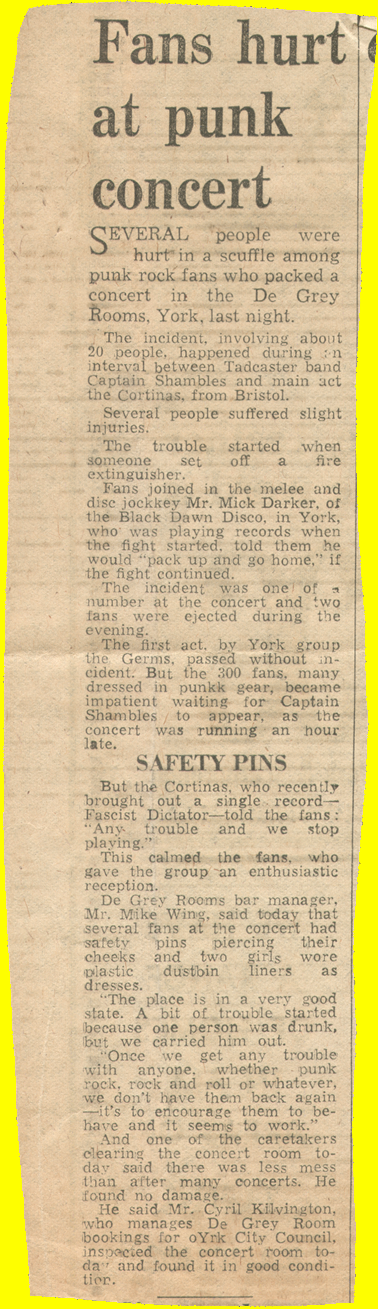 Fans hurt
at punk
concert
SEVERAL people were
hurt in a scuffle among
punk rock fans who packed a
concert in the De Grey
Rooms, York, last night.
The incident, involving about
20 people, happened during an
interval between Tadcaster band
Captain Shambles and main act
the Cortinas, from Bristol.
Several people suffered slight
injuries.
The trouble started when
someone set off a fire
extinguisher.
Fans joined in the melee and
disc jockkey Mr. Mick Darker, of
the Black Dawn Disco, in York,
who was playing records when
the fight started, told them he
would “pack up and go home,” if
the fight continued.
The incident was one of a
number at the concert and two
fans were ejected during the
evening.
The first act, by York group
the Germs, passed without in-
cident. But the 300 fans, many
dressed in punkk gear, became
impatient waiting for Captain
Shambles to appear, as the
concert was running an hour
late.
SAFETY PINS
But the Cortinas, who recently
brought out a single record—
Fascist Dictator—told the fans:
“Any trouble and we stop
playing.”
This calmed the fans, who
gave the group an enthusiastic
reception.
De Grey Rooms bar manager,
Mr. Mike Wing, said today that
several fans at the concert had
safety pins piercing their
cheeks and two girls wore
plastic dustbin liners as
dresses.
“The place is in a very good
state. A bit of trouble started
because one person was drunk,
but we carried him out.
“Once we get any trouble
with anyone, whether punk
rock, rock and roll or whatever,
we don't have them back again
—it's to encourage them to be-
have and it seems to work.”
And one of the caretakers
clearing the concert room to-
day said there was less mess
than after many concerts. He
found no damage.
He said Mr. Cyril Kilvington,
who manages De Grey Room
bookings for oYrk City Council,
inspected the concert room to-
day and found it in good condi-
tion.